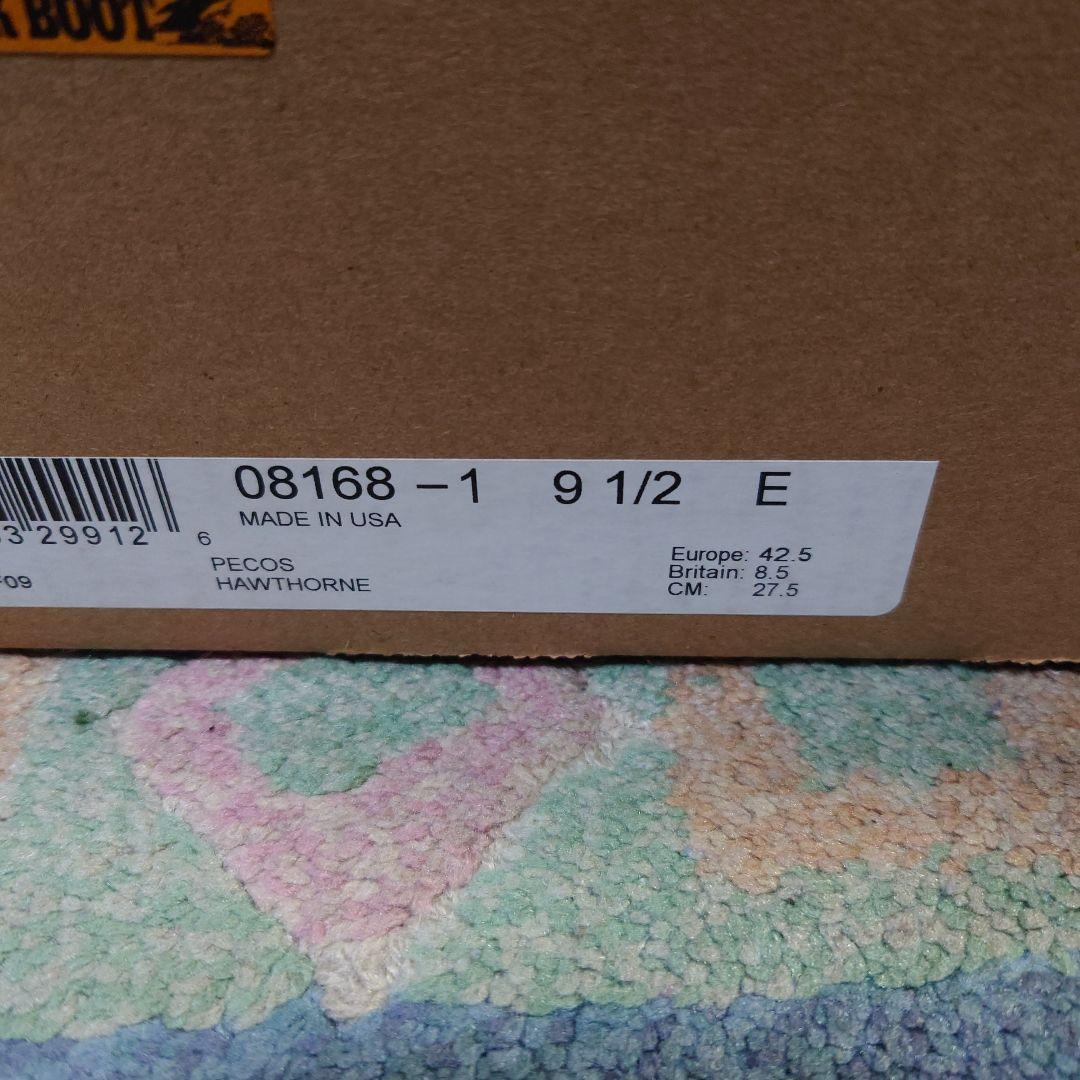 BOOT
08168 – 1 9 1/2 E
MADE IN USA
29912 6
PECOS
HAWTHORNE
Europe: 42.5
Britain: 8.5
CM: 27.5